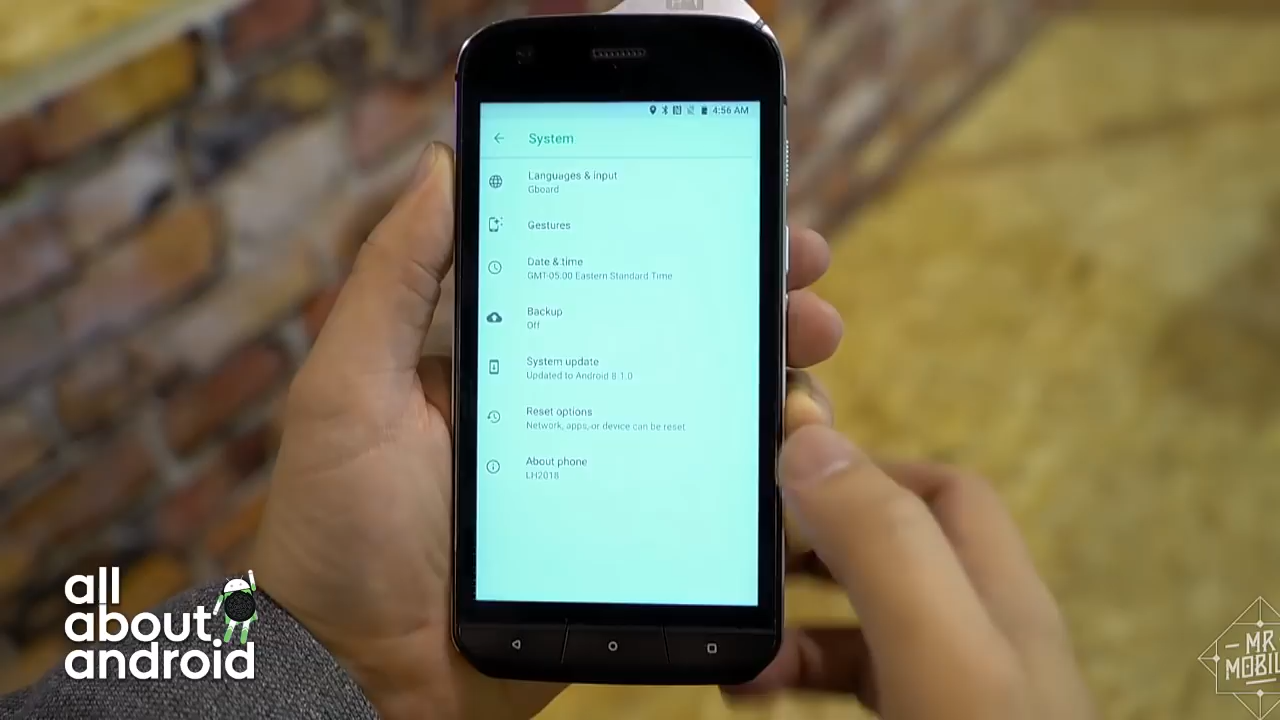 4:56 AM
System
Languages & input
Gboard
Gestures
Date & time
GMT-05:00 Eastern Standard Time
Backup
Off
System update
Updated to Android 8.1.0
Reset options
Network, apps, or device can be reset
About phone
LH2018
all
about
android
MR
MOBIL